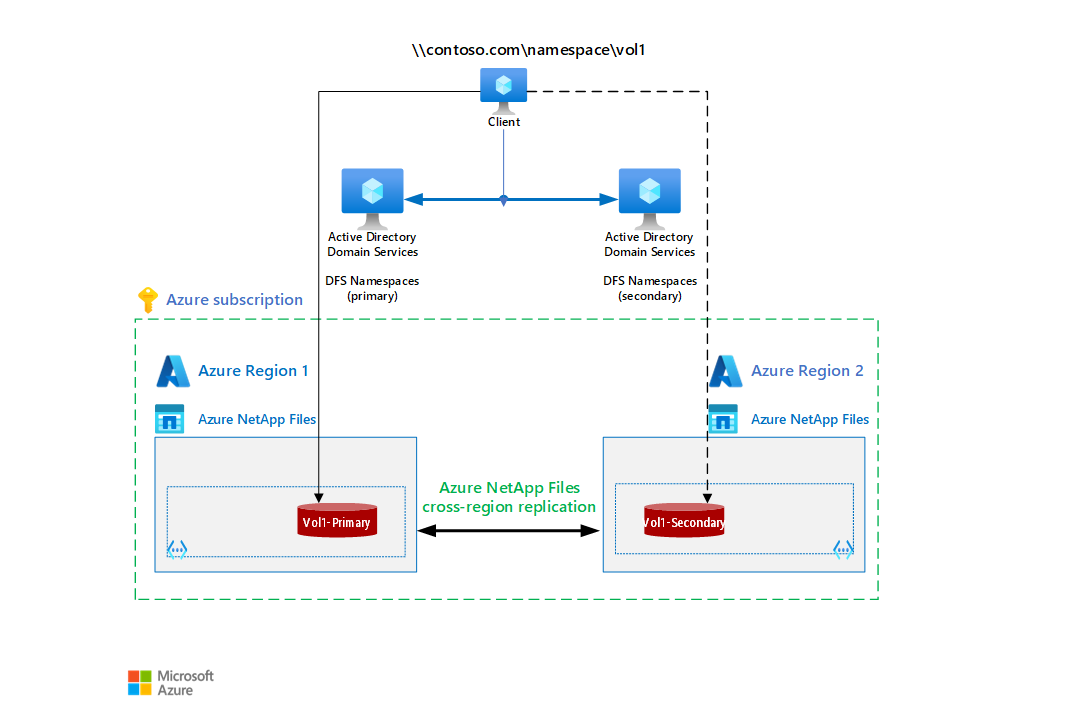 \\contoso.com\namespace\vol1
Client
Active Directory
Domain Services
DFS Namespaces
(primary)
Active Directory
Domain Services
DFS Namespaces
(secondary)
Azure subscription
Azure Region 1
Azure Region 2
Azure NetApp Files
Azure NetApp Files
Azure NetApp Files
cross-region replication
Vol1-Primary
Vol1-Secondary
Microsoft
Azure